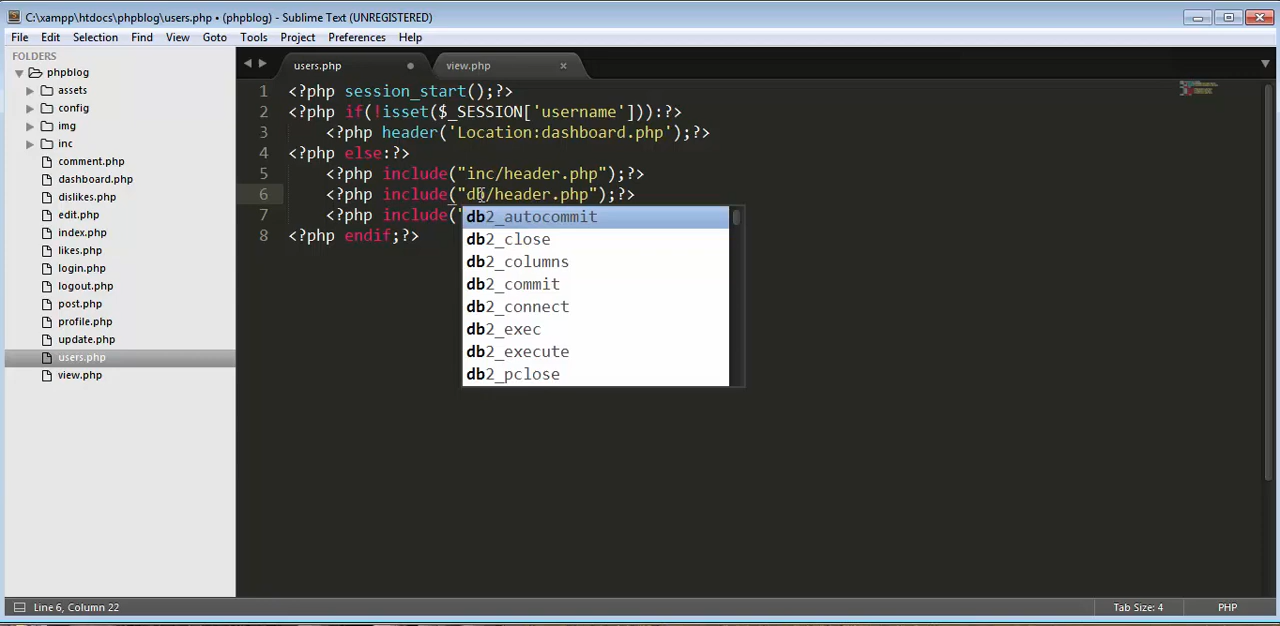 C:\xampp\htdocs\phpblog\users.php • (phpblog) - Sublime Text (UNREGISTERED)
File Edit Selection Find View Goto Tools Project Preferences Help
FOLDERS
phpblog
assets
config
img
inc
comment.php
dashboard.php
dislikes.php
edit.php
index.php
likes.php
login.php
logout.php
post.php
profile.php
update.php
users.php
view.php
users.php view.php
1 <?php session_start();?>
2 <?php if(!isset($_SESSION['username'])):?>
3 <?php header('Location:dashboard.php');?>
4 <?php else:?>
5 <?php include("inc/header.php");?>
6 <?php include("db/header.php");?>
7 <?php include("
8 <?php endif;?>
db2_autocommit
db2_close
db2_columns
db2_commit
db2_connect
db2_exec
db2_execute
db2_pclose
Line 6, Column 22 Tab Size: 4 PHP